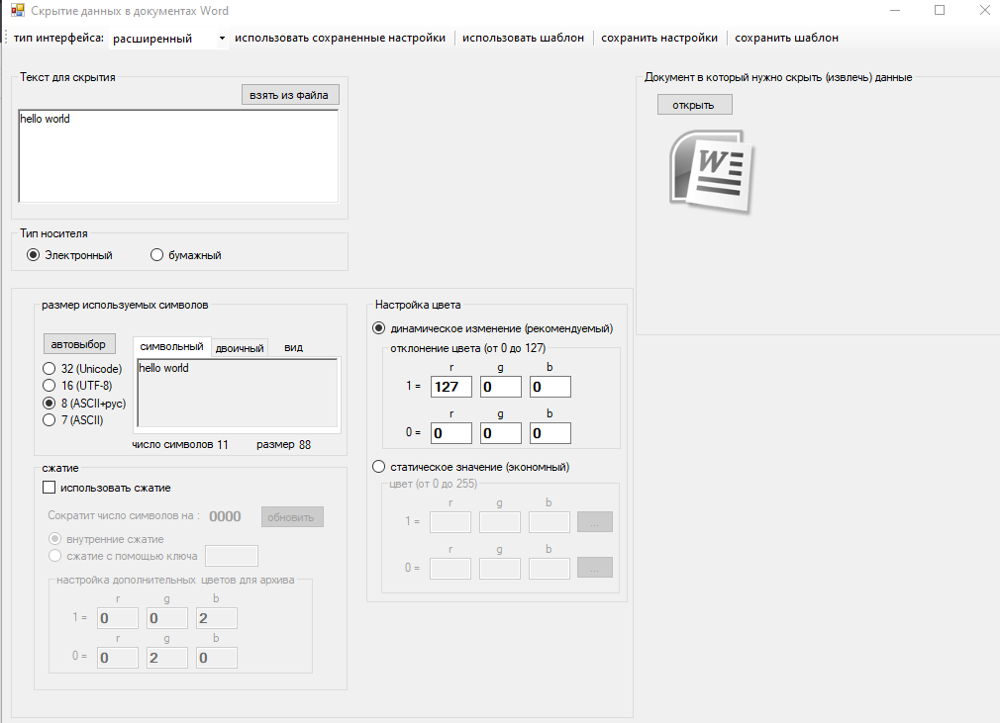 Скрытие данных в документах Word
тип интерфейса: расширенный использовать сохраненные настройки использовать шаблон сохранить настройки сохранить шаблон
Текст для скрытия
взять из файла
hello world
Документ в который нужно скрыть (извлечь) данные
открыть
W
Тип носителя
Электронный бумажный
размер используемых символов
автовыбор
32 (Unicode)
16 (UTF-8)
8 (ASCII+рус)
7 (ASCII)
символьный двоичный вид
hello world
число символов 11 размер 88
сжатие
использовать сжатие
Сократит число символов на : 0000 обновить
внутренние сжатие
сжатие с помощью ключа
настройка дополнительных цветов для архива
r g b
1 = 0 0 2
r g b
0 = 0 2 0
Настройка цвета
динамическое изменение (рекомендуемый)
отклонение цвета (от 0 до 127)
r g b
1 = 127 0 0
r g b
0 = 0 0 0
статическое значение (экономный)
цвет (от 0 до 255)
r g b
1 = ...
r g b
0 = ...